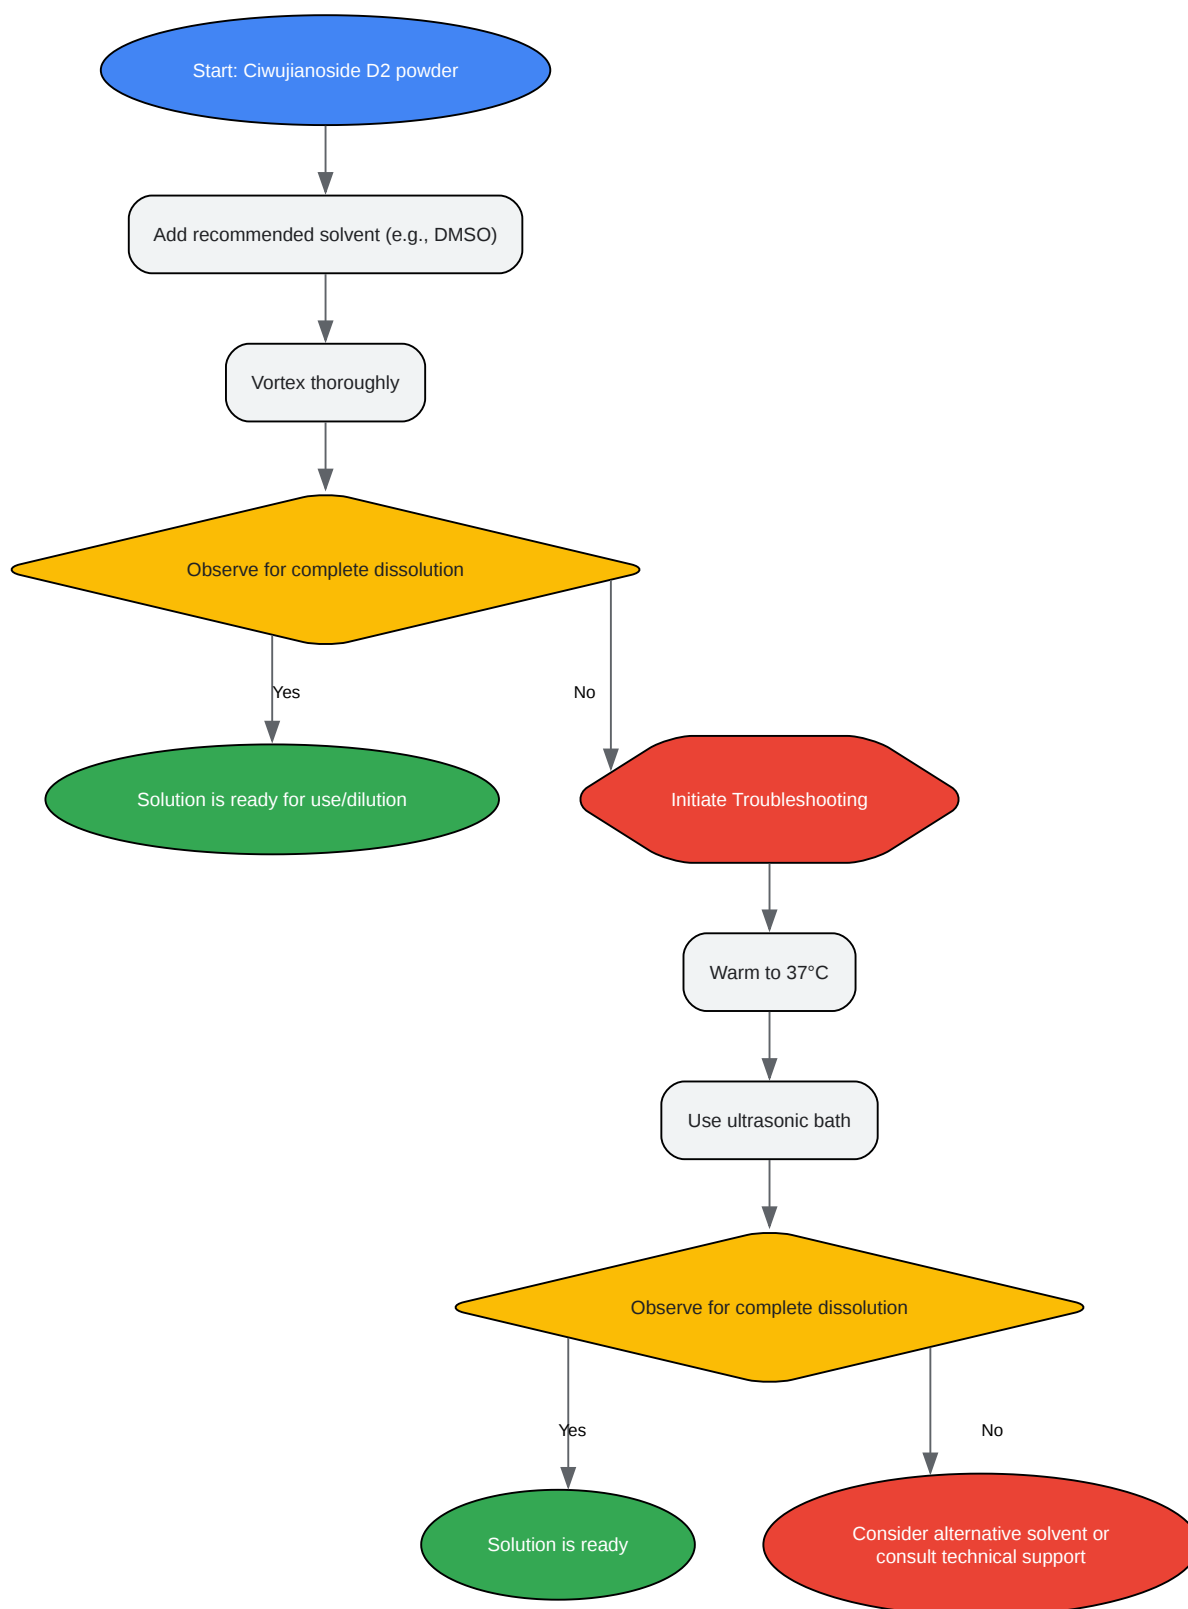 Start: Ciwujianoside D2 powder
Add recommended solvent (e.g., DMSO)
Vortex thoroughly
Observe for complete dissolution
Yes
No
Solution is ready for use/dilution
Initiate Troubleshooting
Warm to 37°C
Use ultrasonic bath
Observe for complete dissolution
Yes
No
Solution is ready
Consider alternative solvent or
consult technical support